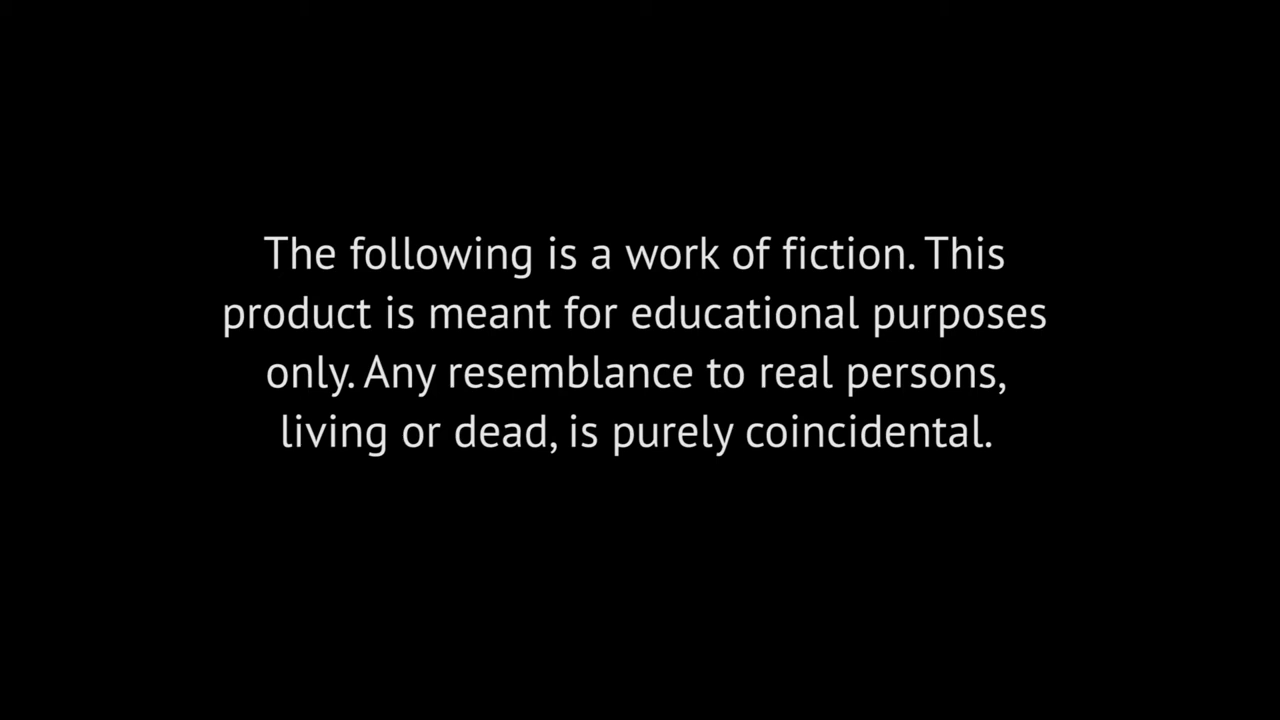 The following is a work of fiction. This
product is meant for educational purposes
only. Any resemblance to real persons,
living or dead, is purely coincidental.